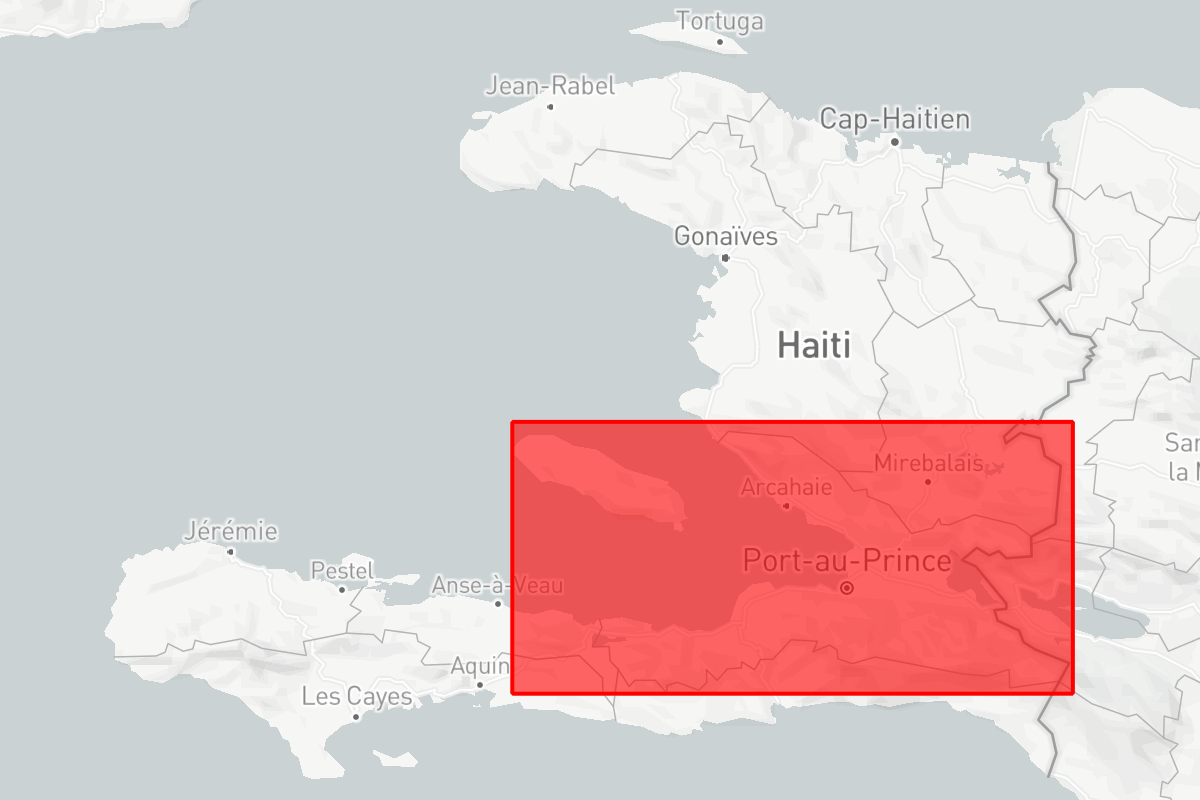 Tortuga
Jean-Rabel
Cap-Haitien
Gonaïves
Haiti
San
la M
Mirebalais
Arcahaie
Jérémie
Port-au-Prince
Pestel
Anse-à-Veau
Aquin
Les Cayes